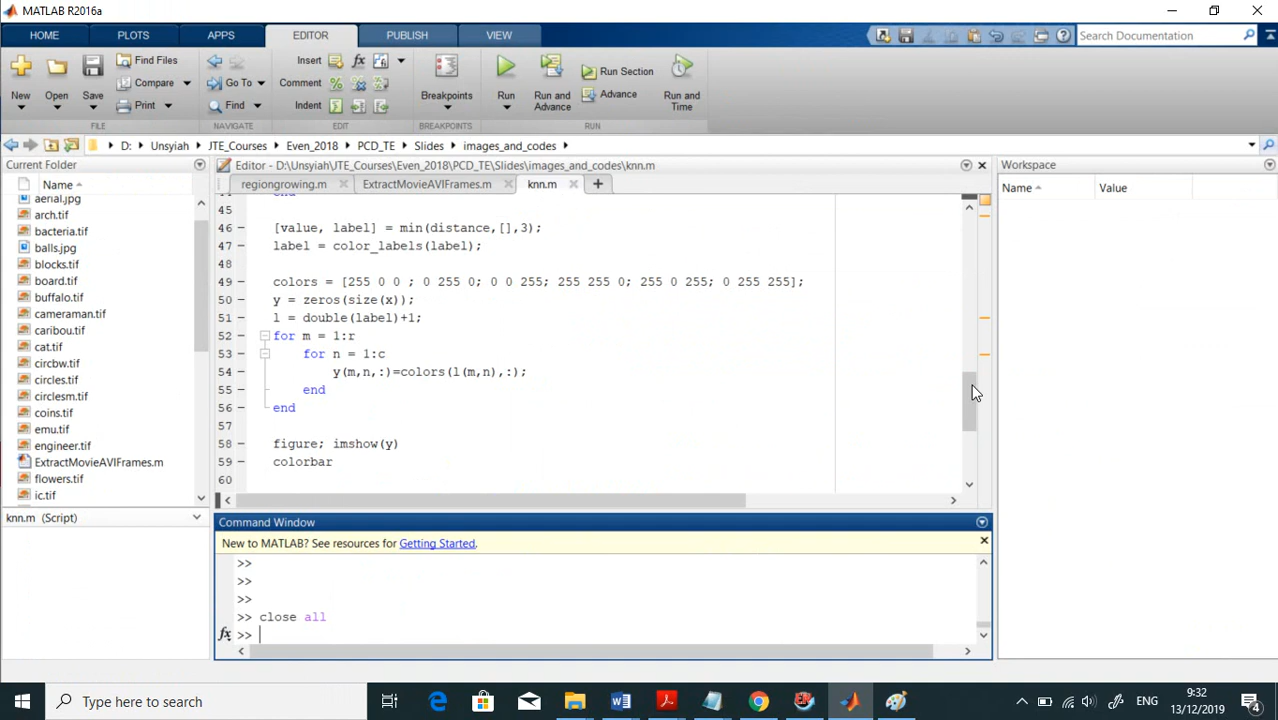 MATLAB R2016a
HOME PLOTS APPS EDITOR PUBLISH VIEW Search Documentation
New Open Save Find Files Compare Print Insert fx Comment Indent Go To Find Breakpoints Run Run and Advance Run Section Advance Run and Time
FILE NAVIGATE EDIT BREAKPOINTS RUN
D: Unsyiah JTE_Courses Even_2018 PCD_TE Slides images_and_codes
Current Folder
Name
aerial.jpg
arch.tif
bacteria.tif
balls.jpg
blocks.tif
board.tif
buffalo.tif
cameraman.tif
caribou.tif
cat.tif
circbw.tif
circles.tif
circlesm.tif
coins.tif
emu.tif
engineer.tif
ExtractMovieAVIFrames.m
flowers.tif
ic.tif
knn.m (Script)
Editor - D:\Unsyiah\JTE_Courses\Even_2018\PCD_TE\Slides\images_and_codes\knn.m
regiongrowing.m ExtractMovieAVIFrames.m knn.m
45
46 [value, label] = min(distance,[],3);
47 label = color_labels(label);
48
49 colors = [255 0 0 ; 0 255 0; 0 0 255; 255 255 0; 255 0 255; 0 255 255];
50 y = zeros(size(x));
51 l = double(label)+1;
52 for m = 1:r
53 for n = 1:c
54 y(m,n,:)=colors(l(m,n),:);
55 end
56 end
57
58 figure; imshow(y)
59 colorbar
60
Command Window
New to MATLAB? See resources for Getting Started.
>>
>>
>>
>> close all
fx >>
Workspace
Name Value
Type here to search
ENG
9:32
13/12/2019
4